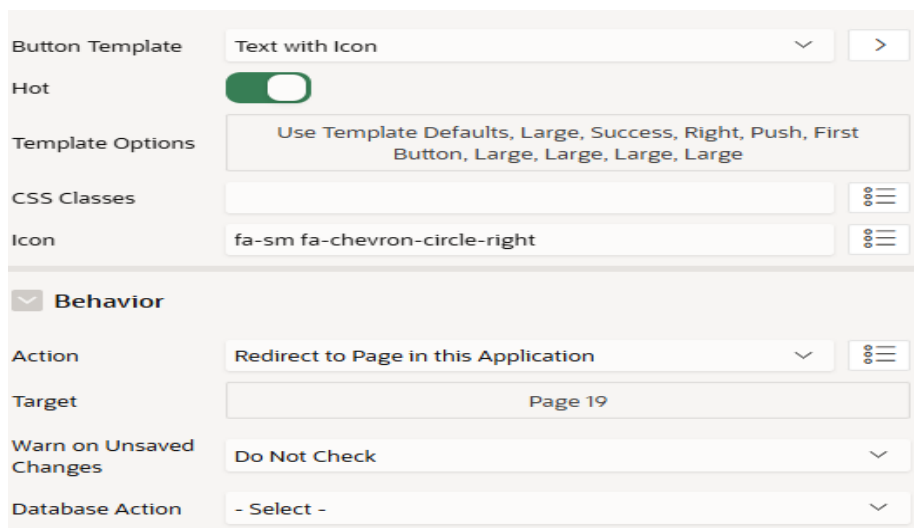 Button Template Text with Icon
Hot
Template Options Use Template Defaults, Large, Success, Right, Push, First
Button, Large, Large, Large, Large
CSS Classes
Icon fa-sm fa-chevron-circle-right
Behavior
Action Redirect to Page in this Application
Target Page 19
Warn on Unsaved
Changes Do Not Check
Database Action - Select -